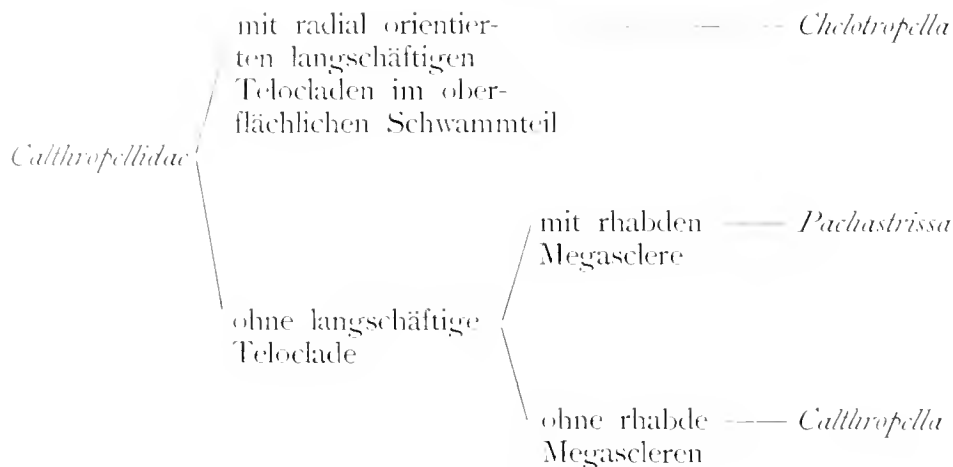 mit radial orientier- Chelotropella
ten langschäftigen
Telocladen im ober-
flächlichen Schwammteil
Calthropellidae
mit rhabden Pachastrissa
Megasclere
ohne langschäftige
Teloclade
ohne rhabde Calthropella
Megascleren